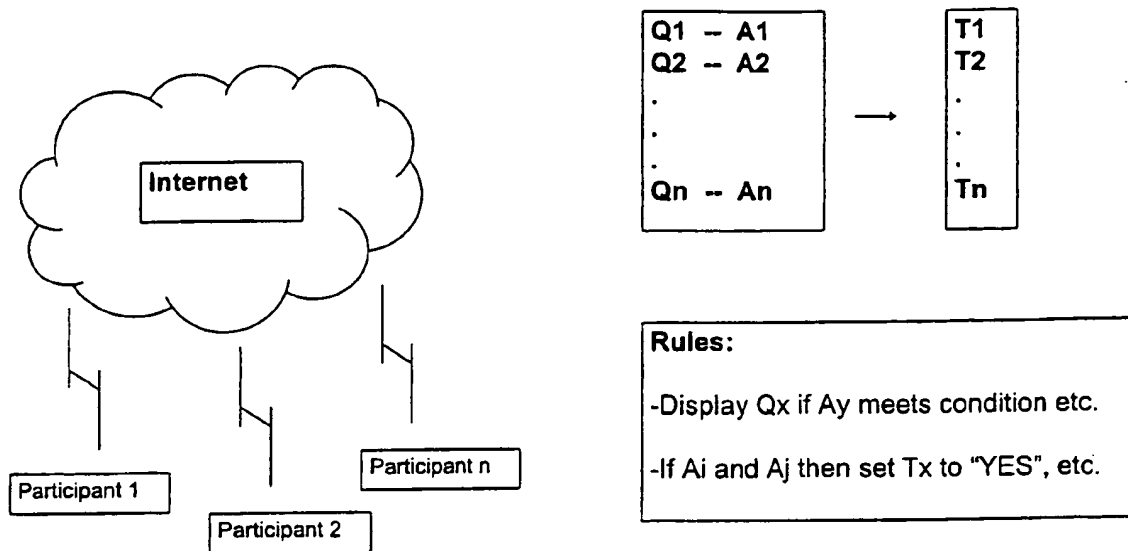 Internet
Participant 1
Participant 2
Participant n
Q1 -- A1
Q2 -- A2
.
.
.
Qn -- An
T1
T2
.
.
.
Tn
Rules:
-Display Qx if Ay meets condition etc.
-If Ai and Aj then set Tx to “YES”, etc.